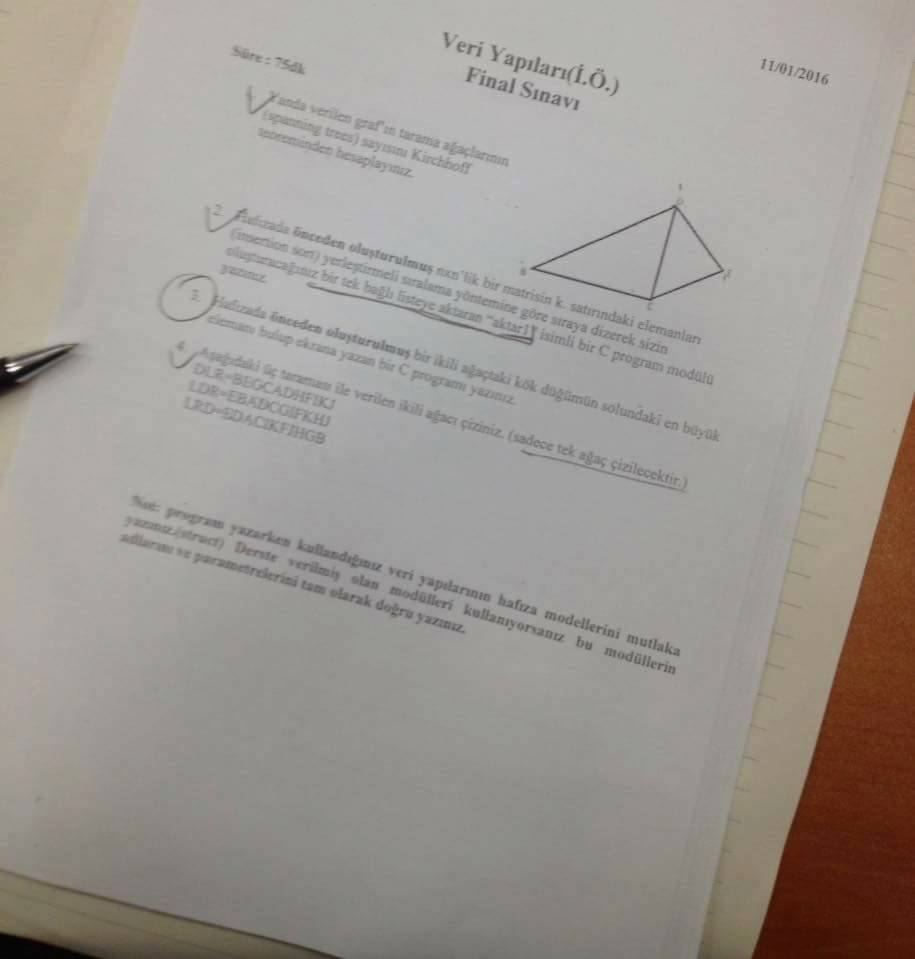 Veri Yapıları(İ.Ö.)
Final Sınavı
11/01/2016
Süre : 75dk
1. Yanda verilen graf'ın tarama ağaçlarının
(spanning trees) sayısını Kirchhoff
teoreminden hesaplayınız.
D
B
E
C
2. Hafızada önceden oluşturulmuş nxn'lik bir matrisin k. satırındaki elemanları
(insertion sort) yerleştirmeli sıralama yöntemine göre sıraya dizerek sizin
oluşturacağınız bir tek bağlı listeye aktaran "aktar1" isimli bir C program modülü
yazınız.
3. Hafızada önceden oluşturulmuş bir ikili ağaçtaki kök düğümün solundaki en büyük
elemanı bulup ekrana yazan bir C programı yazınız.
4. Aşağıdaki üç taraması ile verilen ikili ağacı çiziniz. (sadece tek ağaç çizilecektir.)
DLR=BEGCADHFIKJ
LDR=EBADCGIFKHJ
LRD=EDACIKFJHGB
Not: program yazarken kullandığınız veri yapılarının hafıza modellerini mutlaka
yazınız.(struct) Derste verilmiş olan modülleri kullanıyorsanız bu modüllerin
adlarını ve parametrelerini tam olarak doğru yazınız.